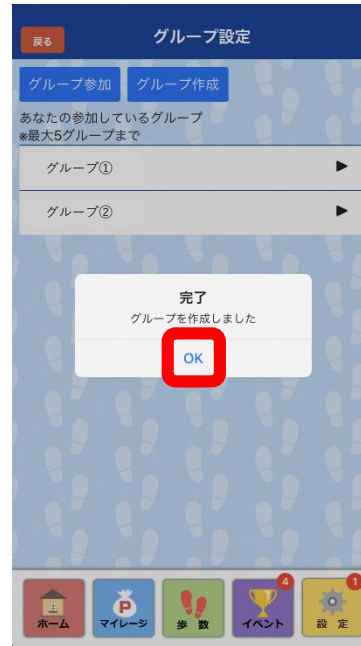 戻る
グループ設定
グループ参加
グループ作成
あなたの参加しているグループ
※最大5グループまで
グループ①
▶
グループ②
▶
完了
グループを作成しました
OK
4
1
P
ホーム
マイレージ
歩 数
イベント
設 定